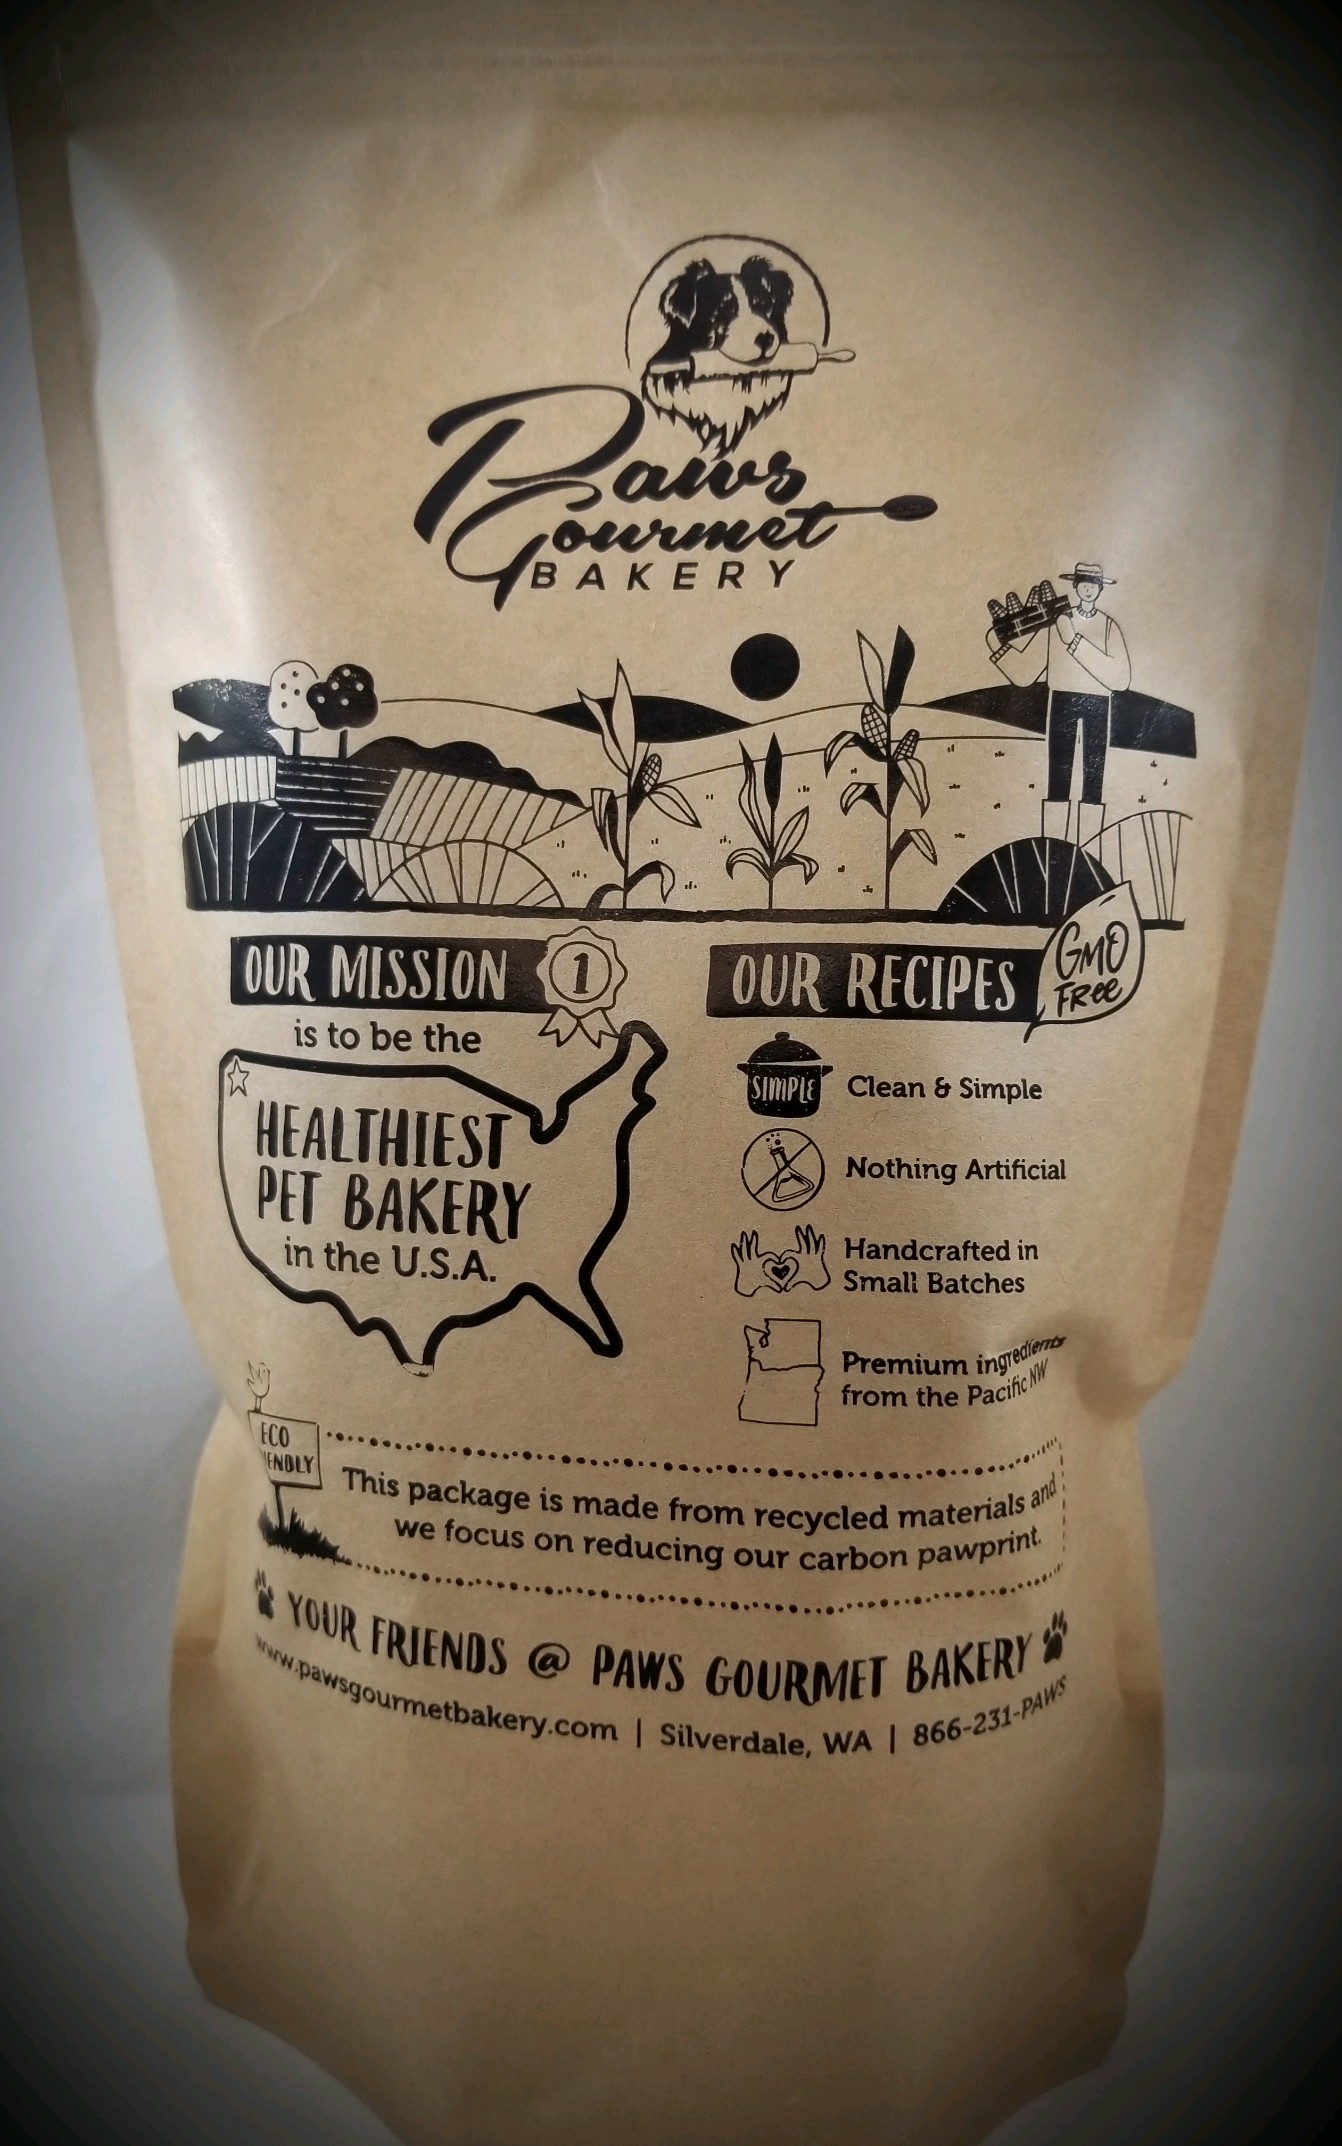 Paws
Gourmet
BAKERY
OUR MISSION
1
is to be the
HEALTHIEST
PET BAKERY
in the U.S.A.
OUR RECIPES
GMO
FREE
SIMPLE
Clean & Simple
Nothing Artificial
Handcrafted in
Small Batches
Premium ingredients
from the Pacific NW
ECO
IENDLY
This package is made from recycled materials and
we focus on reducing our carbon pawprint.
YOUR FRIENDS @ PAWS GOURMET BAKERY
www.pawsgourmetbakery.com | Silverdale, WA | 866-231-PAWS